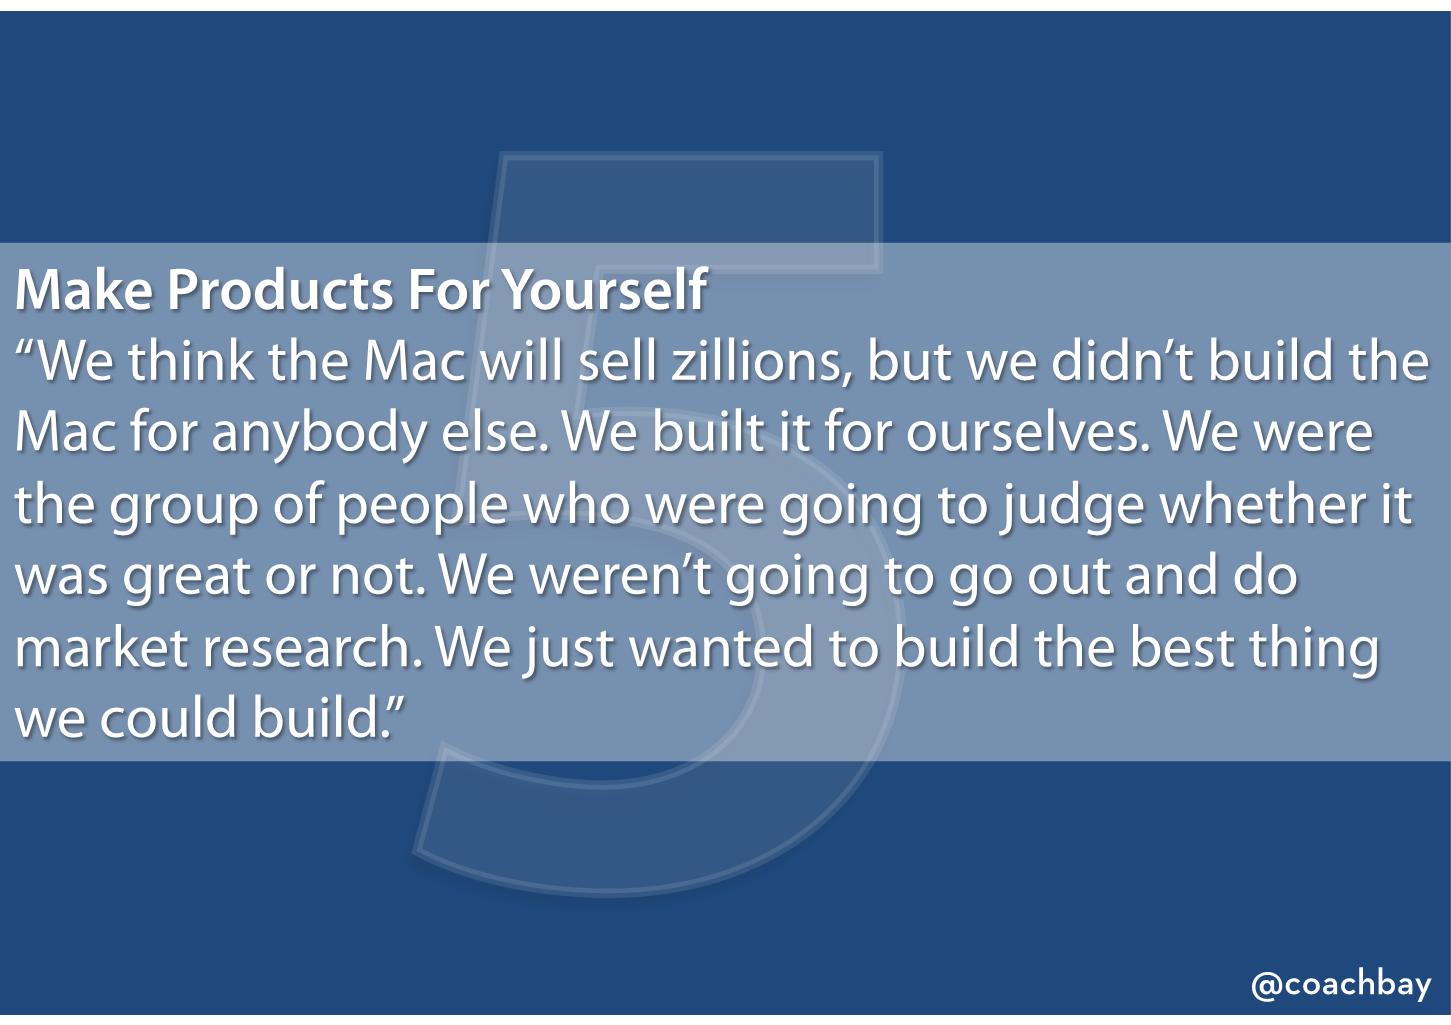 5
Make Products For Yourself
“We think the Mac will sell zillions, but we didn’t build the
Mac for anybody else. We built it for ourselves. We were
the group of people who were going to judge whether it
was great or not. We weren’t going to go out and do
market research. We just wanted to build the best thing
we could build.”
@coachbay